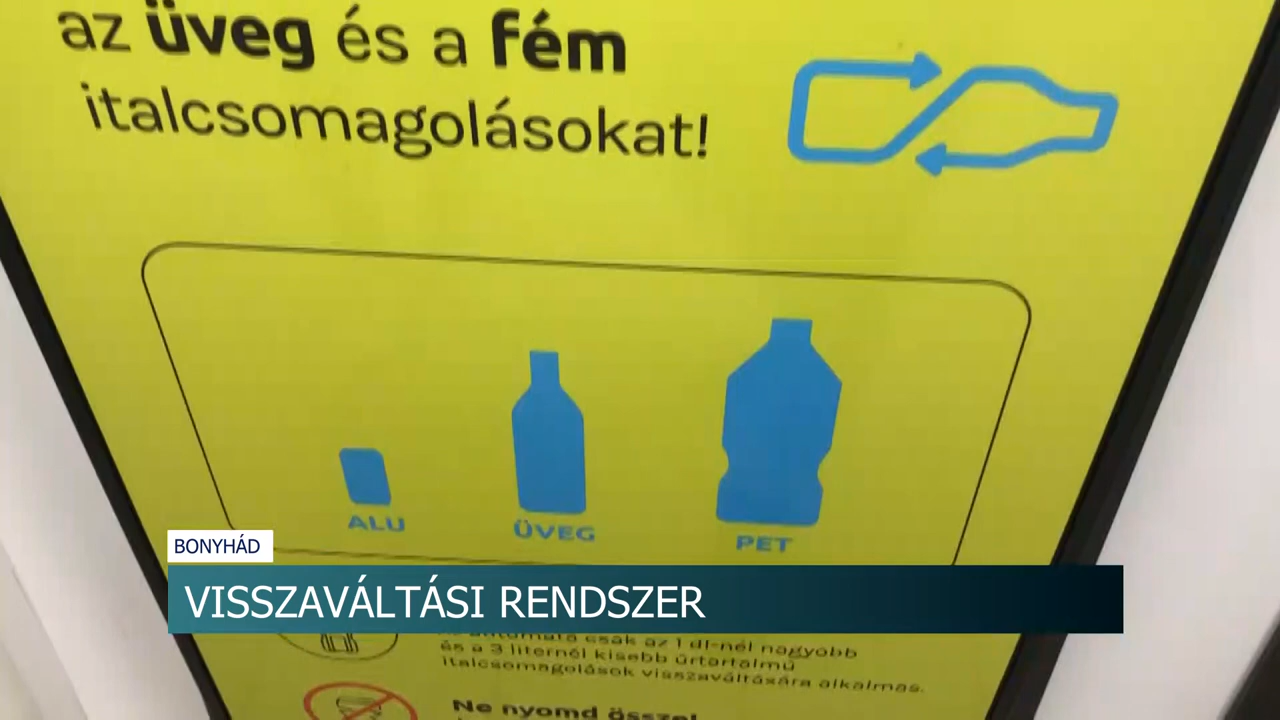 az üveg és a fém
italcsomagolásokat!
ALU
ÜVEG
PET
BONYHÁD
VISSZAVÁLTÁSI RENDSZER
automata csak az 1 dl-nél nagyobb
és a 3 liternél kisebb űrtartalmú
italcsomagolások visszaváltására alkalmas.
Ne nyomd össze!